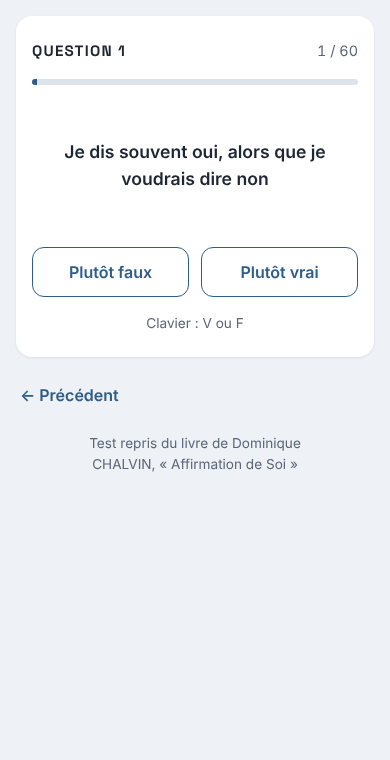 QUESTION 1
1 / 60
Je dis souvent oui, alors que je
voudrais dire non
Plutôt faux
Plutôt vrai
Clavier : V ou F
← Précédent
Test repris du livre de Dominique
CHALVIN, « Affirmation de Soi »